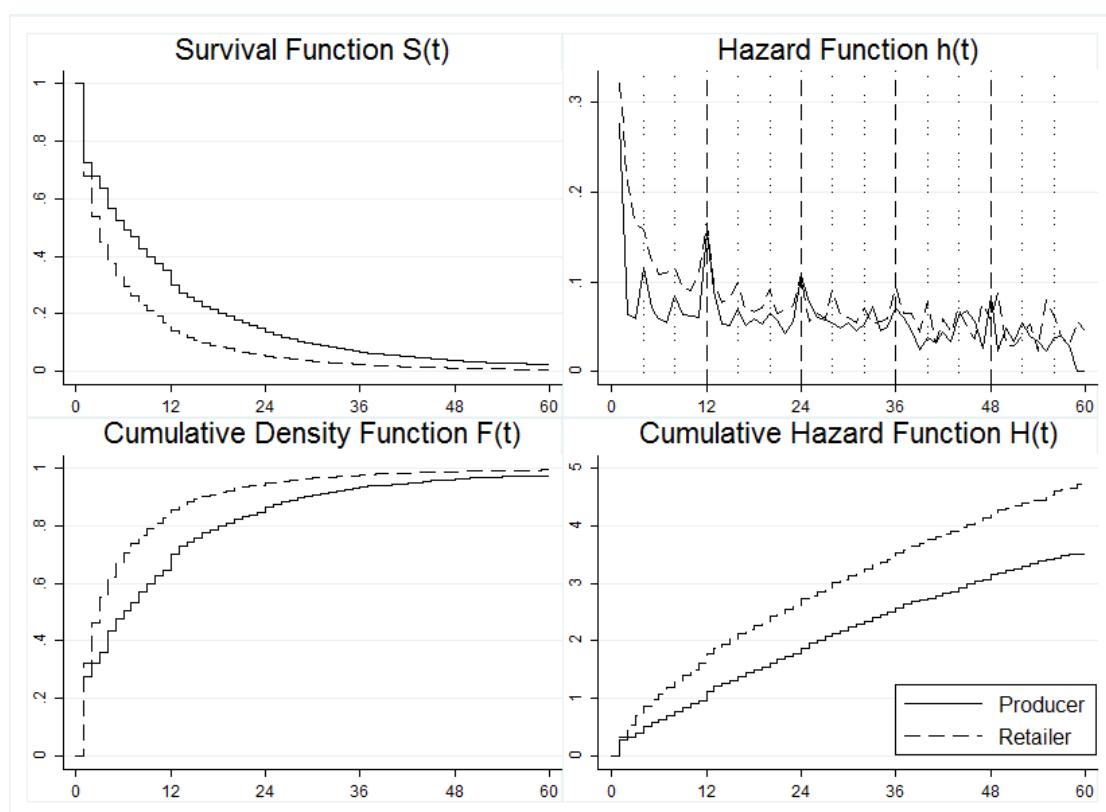 Survival Function S(t)
1
.8
.6
.4
.2
0
0 12 24 36 48 60
Hazard Function h(t)
.3
.2
.1
0
0 12 24 36 48 60
Cumulative Density Function F(t)
1
.8
.6
.4
.2
0
0 12 24 36 48 60
Cumulative Hazard Function H(t)
5
4
3
2
1
0
0 12 24 36 48 60
Producer
Retailer